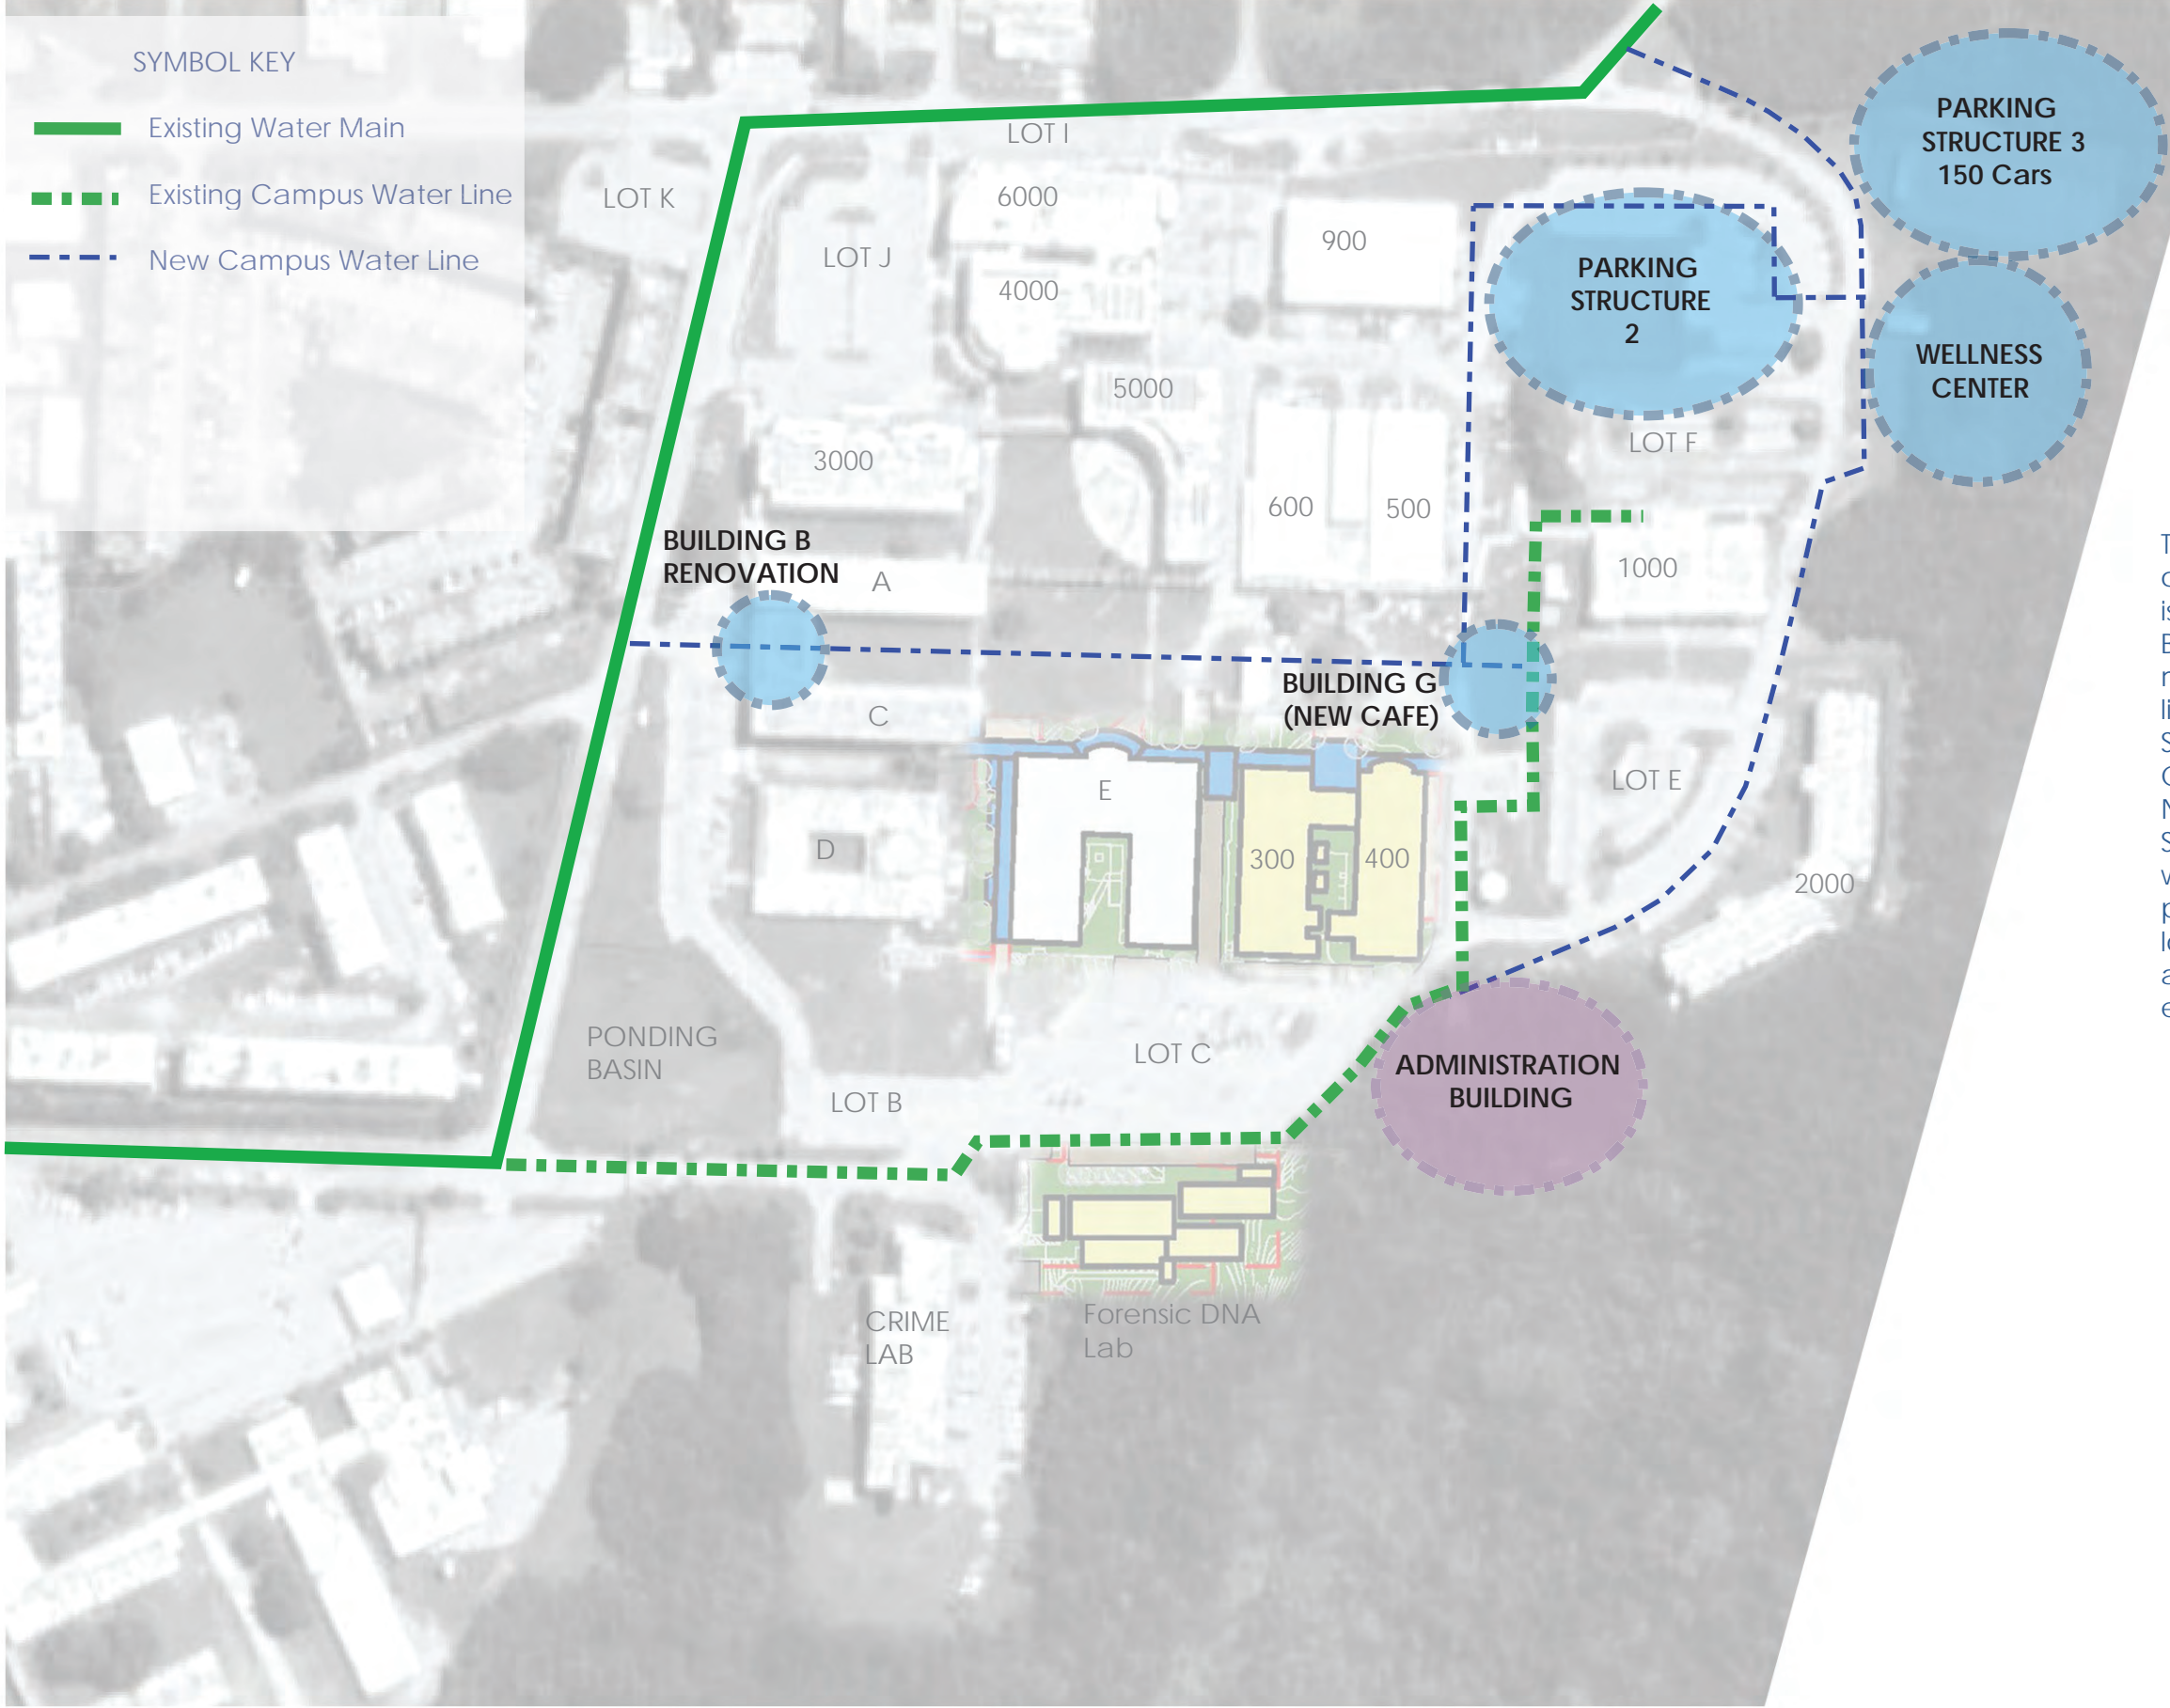 SYMBOL KEY
Existing Water Main
Existing Campus Water Line
New Campus Water Line
PARKING
STRUCTURE 3
150 Cars
LOT I
LOT K
6000
900
LOT J
4000
PARKING
STRUCTURE
2
WELLNESS
CENTER
5000
LOT F
3000
600
500
BUILDING B
RENOVATION
A
1000
BUILDING G
(NEW CAFE)
C
E
LOT E
D
300
400
2000
PONDING
BASIN
LOT C
ADMINISTRATION
BUILDING
LOT B
CRIME
LAB
Forensic DNA
Lab